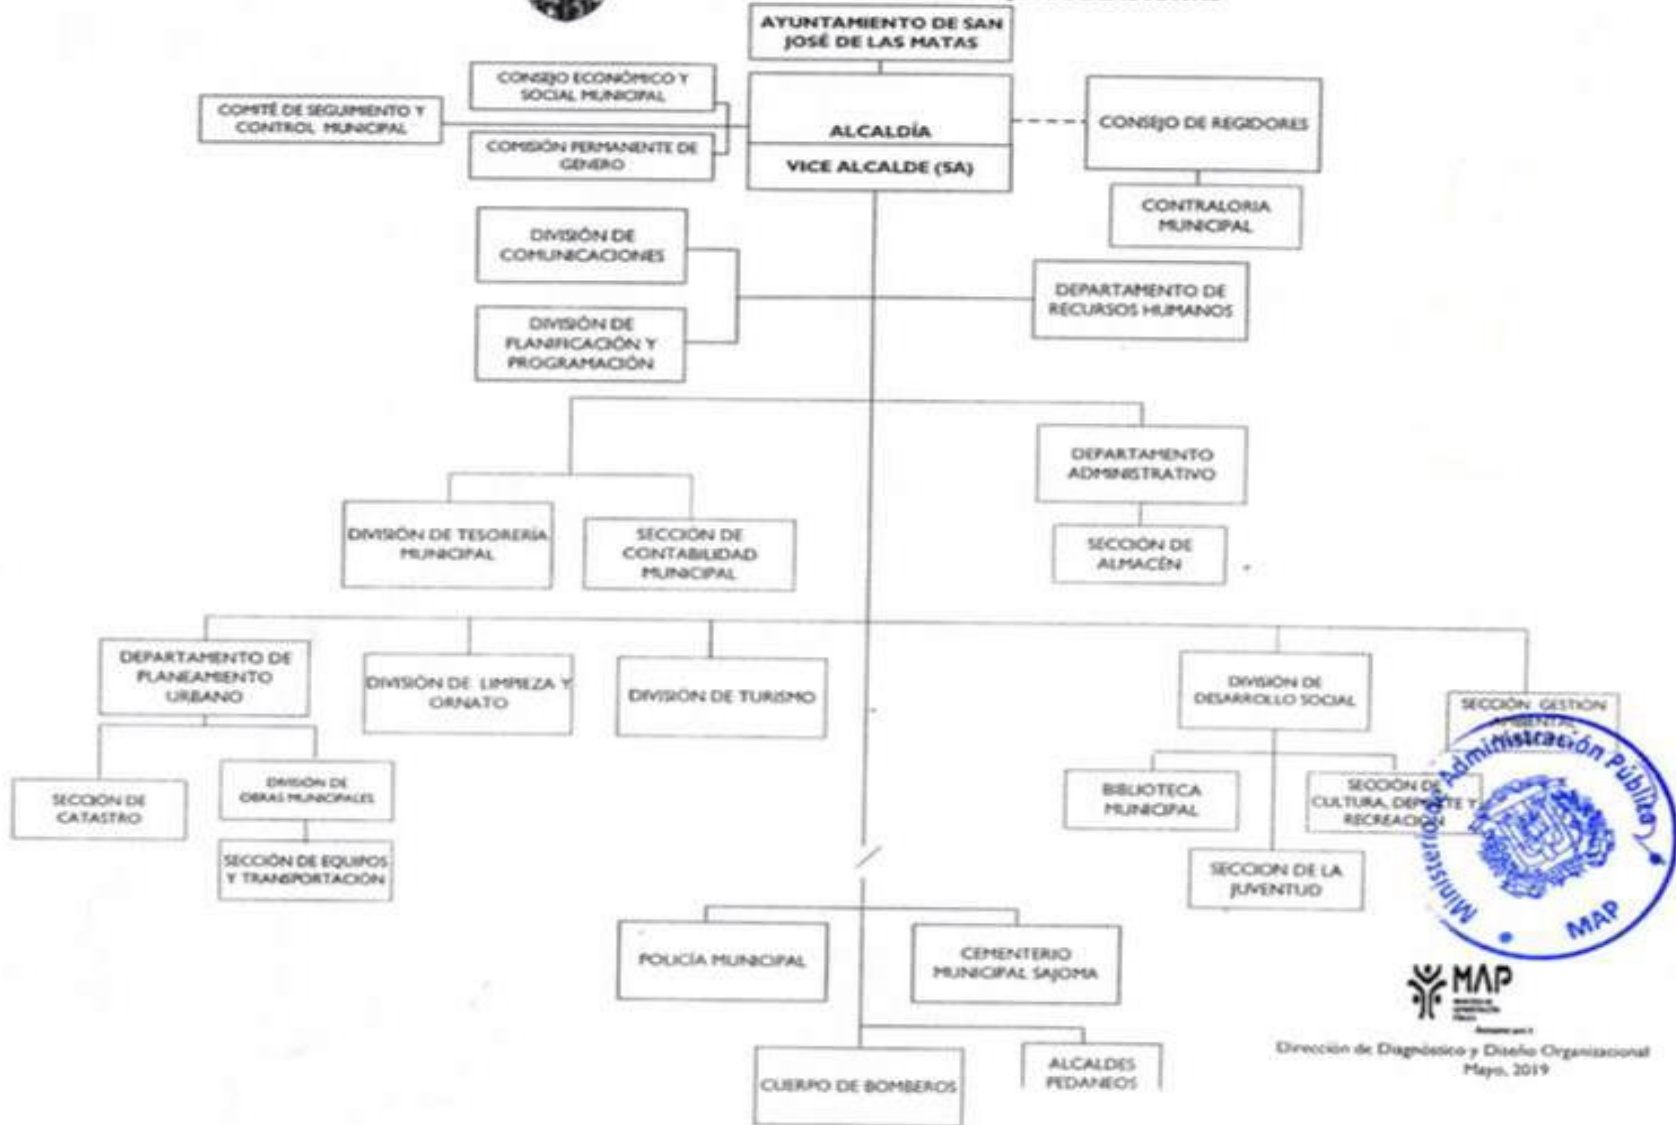 AYUNTAMIENTO DE SAN
JOSÉ DE LAS MATAS
CONSEJO ECONÓMICO Y
SOCIAL MUNICIPAL
COMITÉ DE SEGUIMIENTO Y
CONTROL MUNICIPAL
COMISIÓN PERMANENTE DE
GENERO
ALCALDÍA
VICE ALCALDE (SA)
CONSEJO DE REGIDORES
CONTRALORIA
MUNICIPAL
DIVISIÓN DE
COMUNICACIONES
DIVISIÓN DE
PLANIFICACIÓN Y
PROGRAMACIÓN
DEPARTAMENTO DE
RECURSOS HUMANOS
DEPARTAMENTO
ADMINISTRATIVO
DIVISIÓN DE TESORERÍA
MUNICIPAL
SECCIÓN DE
CONTABILIDAD
MUNICIPAL
SECCIÓN DE
ALMACÉN
DEPARTAMENTO DE
PLANEAMIENTO
URBANO
DIVISIÓN DE LIMPIEZA Y
ORNATO
DIVISIÓN DE TURISMO
DIVISIÓN DE
DESARROLLO SOCIAL
SECCIÓN GESTIÓN
AMBIENTAL
SECCIÓN DE
CATASTRO
DIVISIÓN DE
OBRAS MUNICIPALES
SECCIÓN DE EQUIPOS
Y TRANSPORTACIÓN
BIBLIOTECA
MUNICIPAL
SECCIÓN DE
CULTURA, DEPORTE Y
RECREACIÓN
SECCION DE LA
JUVENTUD
Ministerio de Administración Pública
MAP
POLICÍA MUNICIPAL
CEMENTERIO
MUNICIPAL SAJOMA
CUERPO DE BOMBEROS
ALCALDES
PEDANEOS
MAP
Dirección de Diagnóstico y Diseño Organizacional
Mayo, 2019